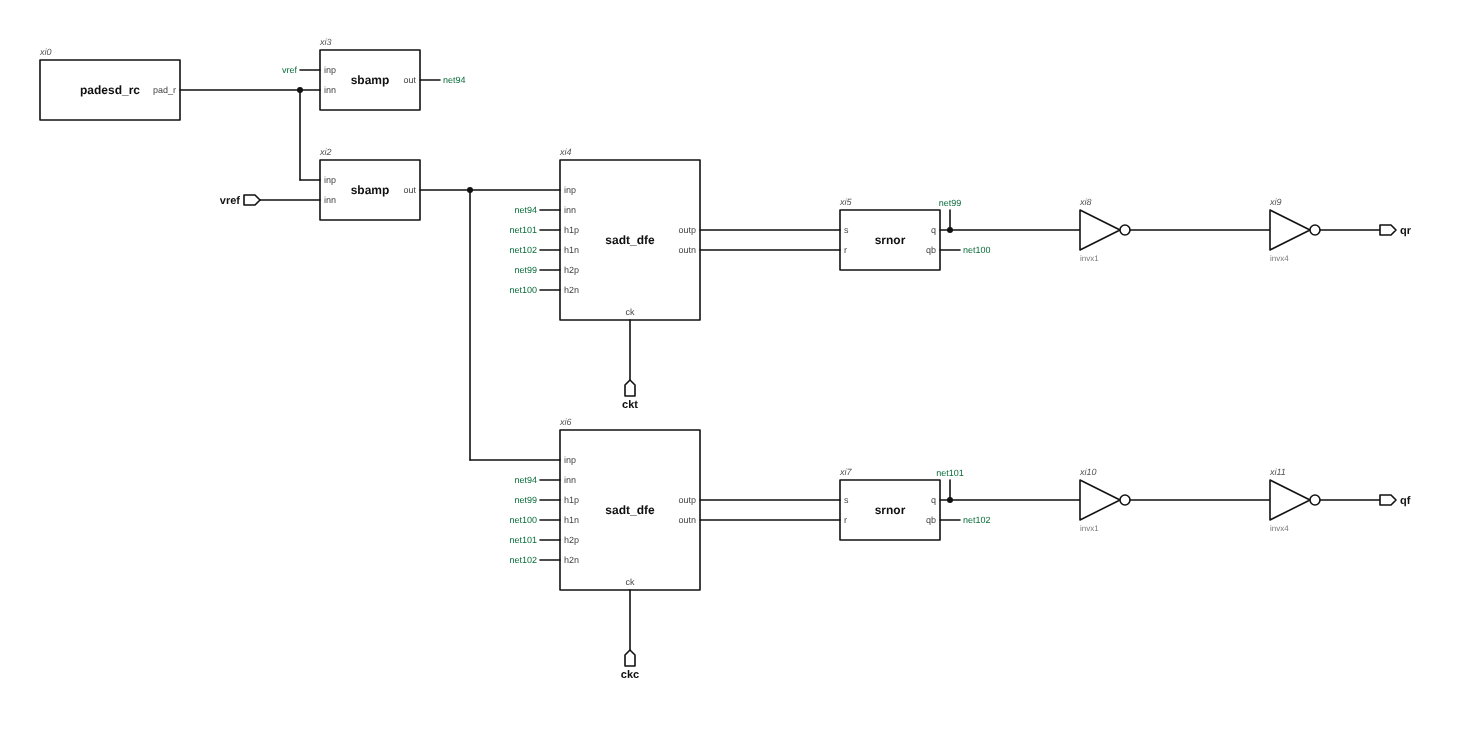 xi0
padesd_rc
pad_r
xi3
vref
inp
inn
sbamp
out
net94
xi2
vref
inp
inn
sbamp
out
xi4
inp
net94 inn
net101 h1p
net102 h1n
net99 h2p
net100 h2n
sadt_dfe
outp
outn
ck
ckt
xi5
s
r
srnor
q
qb
net99
net100
xi8
invx1
xi9
invx4
qr
xi6
inp
net94 inn
net99 h1p
net100 h1n
net101 h2p
net102 h2n
sadt_dfe
outp
outn
ck
ckc
xi7
s
r
srnor
q
qb
net101
net102
xi10
invx1
xi11
invx4
qf